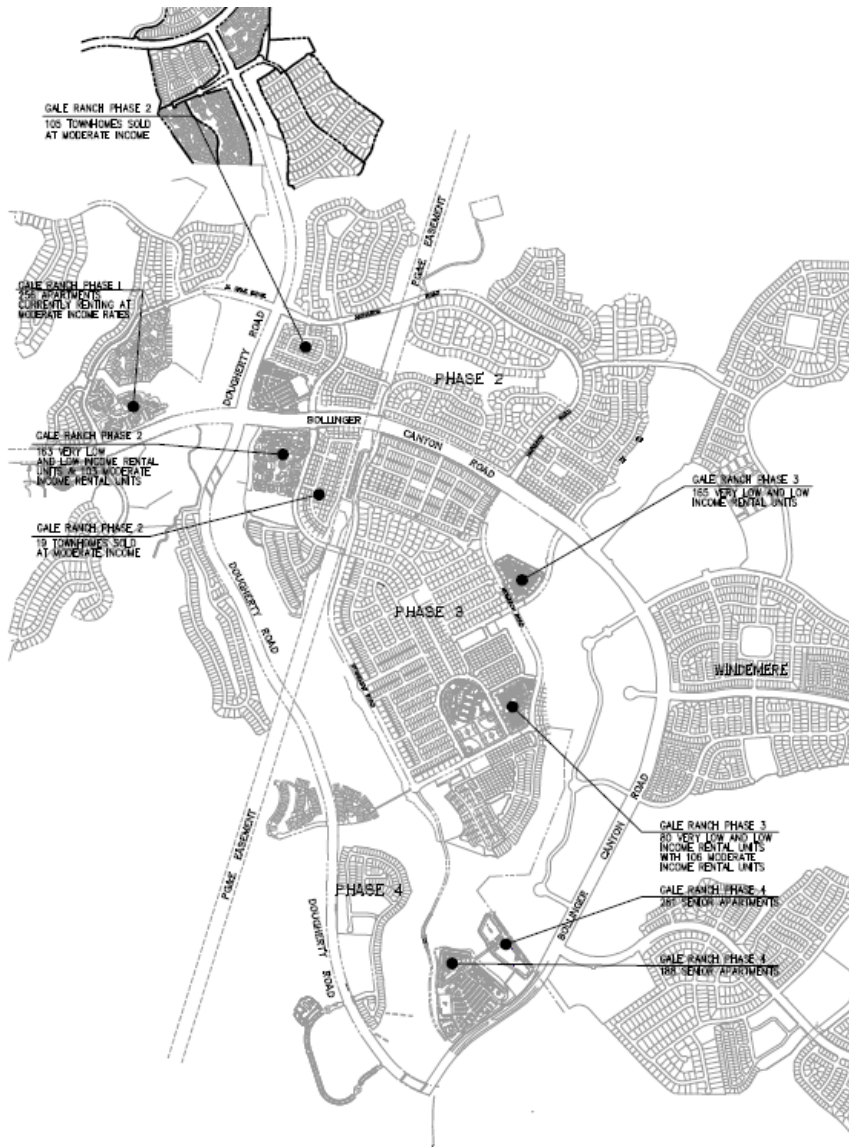 GALE RANCH PHASE 2
105 TOWNHOMES SOLD
AT MODERATE INCOME
PG&E EASEMENT
GALE RANCH PHASE 1
256 APARTMENTS
CURRENTLY RENTING AT
MODERATE INCOME RATES
DOUGHERTY ROAD
PHASE 2
BOLLINGER
CANYON
ROAD
GALE RANCH PHASE 2
163 VERY LOW
AND LOW INCOME RENTAL
UNITS & 103 MODERATE
INCOME RENTAL UNITS
GALE RANCH PHASE 3
165 VERY LOW AND LOW
INCOME RENTAL UNITS
GALE RANCH PHASE 2
19 TOWNHOMES SOLD
AT MODERATE INCOME
DOUGHERTY
ROAD
PHASE 3
WINDEMERE
PG&E EASEMENT
GALE RANCH PHASE 3
80 VERY LOW AND LOW
INCOME RENTAL UNITS
WITH 106 MODERATE
INCOME RENTAL UNITS
BOLLINGER CANYON ROAD
PHASE 4
GALE RANCH PHASE 4
261 SENIOR APARTMENTS
DOUGHERTY ROAD
GALE RANCH PHASE 4
188 SENIOR APARTMENTS